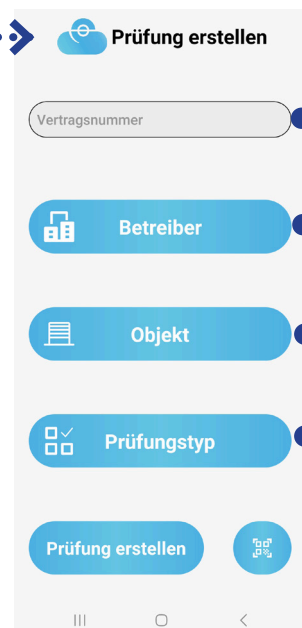 Prüfung erstellen
Vertragsnummer
Betreiber
Objekt
Prüfungstyp
Prüfung erstellen